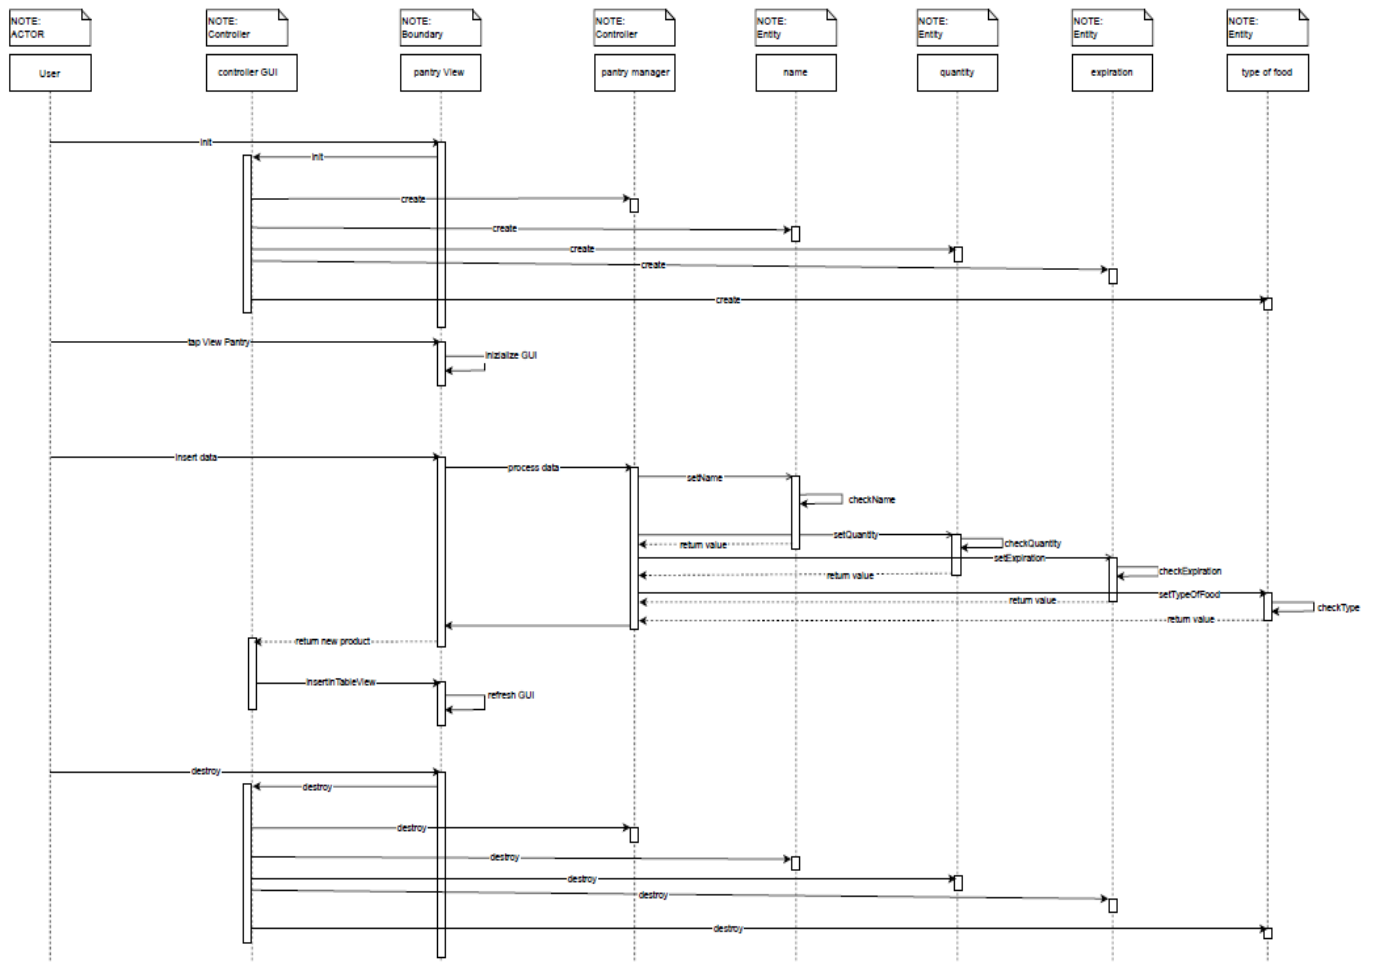 NOTE:
ACTOR
NOTE:
Controller
NOTE:
Boundary
NOTE:
Controller
NOTE:
Entity
NOTE:
Entity
NOTE:
Entity
NOTE:
Entity
User
controller GUI
pantry View
pantry manager
name
quantity
expiration
type of food
init
init
create
create
create
create
create
tap View Pantry
inizialize GUI
insert data
process data
setName
checkName
setQuantity
return value
checkQuantity
setExpiration
return value
checkExpiration
setTypeOfFood
return value
checkType
return value
return new product
insertInTableView
refresh GUI
destroy
destroy
destroy
destroy
destroy
destroy
destroy